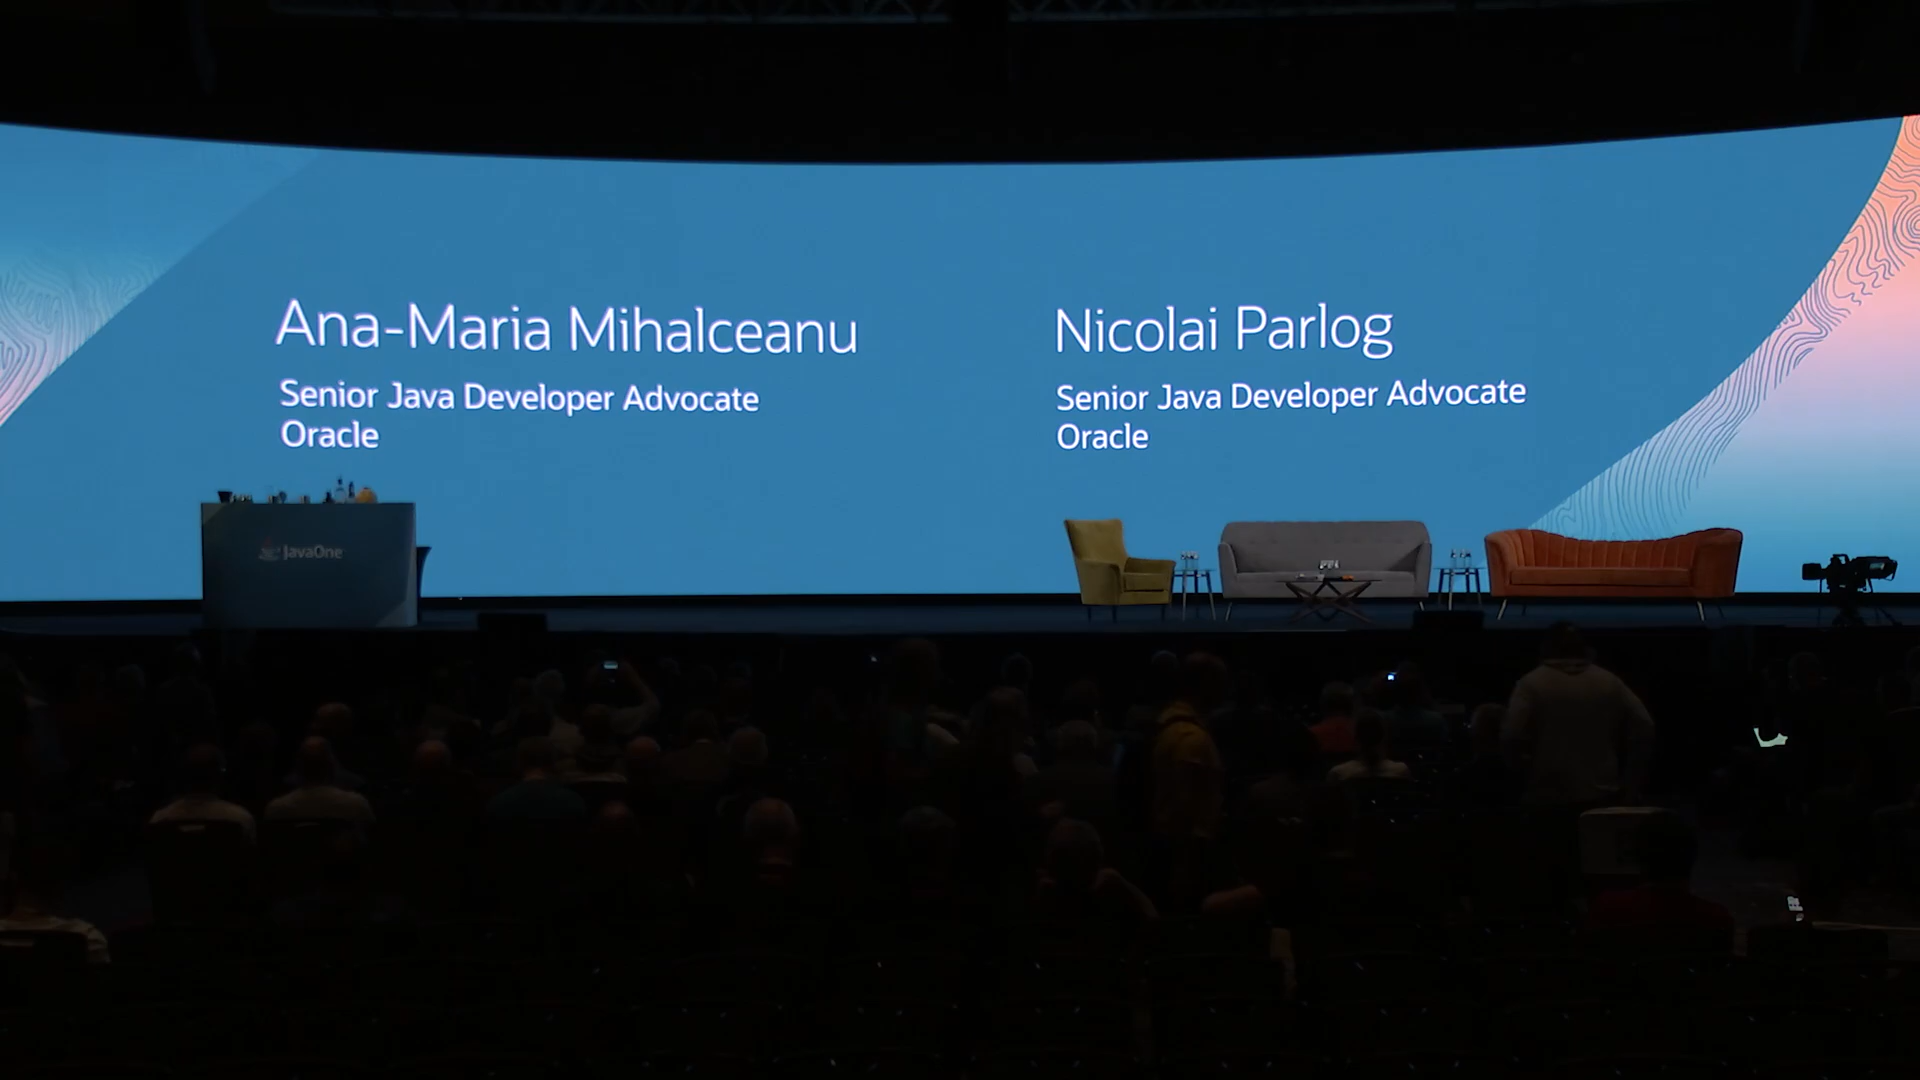 Ana-Maria Mihalceanu
Senior Java Developer Advocate
Oracle
Nicolai Parlog
Senior Java Developer Advocate
Oracle
JavaOne